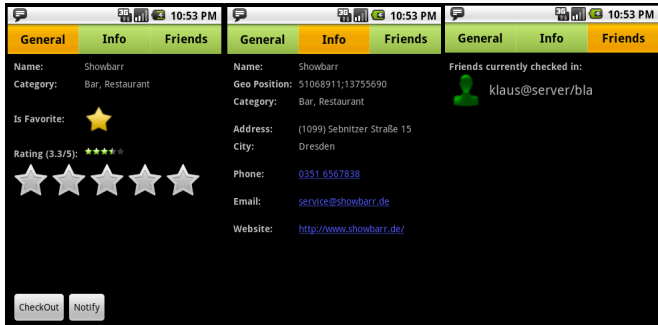 10:53 PM
General Info Friends
Name: Showbarr
Category: Bar, Restaurant
Is Favorite:
Rating (3.3/5):
CheckOut Notify
3G 10:53 PM
General Info Friends
Name: Showbarr
Geo Position: 51068911;13755690
Category: Bar, Restaurant
Address: (1099) Sebnitzer Straße 15
City: Dresden
Phone: 0351 6567838
Email: service@showbarr.de
Website: http://www.showbarr.de/
3G 10:53 PM
General Info Friends
Friends currently checked in:
klaus@server/bla